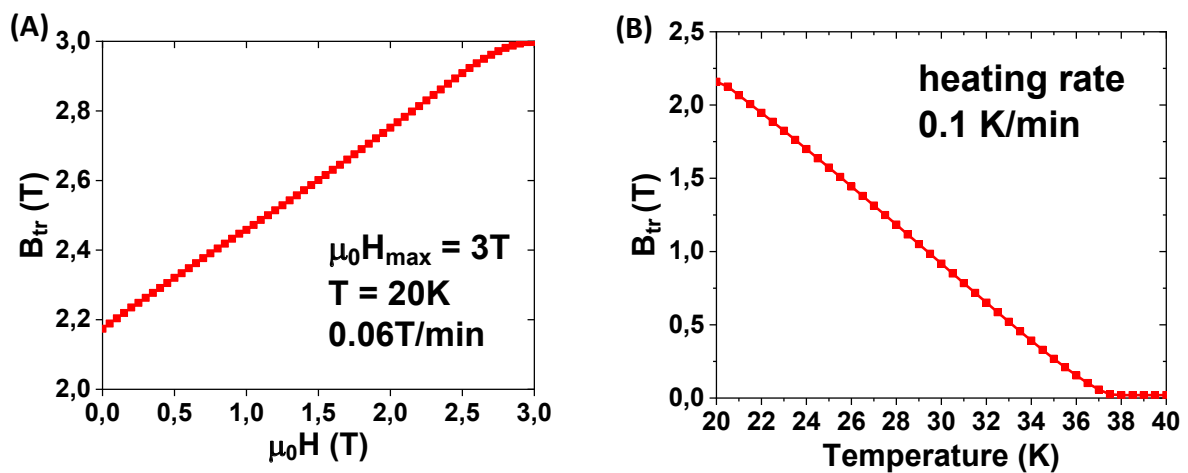 (A)
3,0
2,8
2,6
2,4
2,2
2,0
B_tr (T)
μ₀H_max = 3T
T = 20K
0.06T/min
0,0 0,5 1,0 1,5 2,0 2,5 3,0
μ₀H (T)
(B)
2,5
2,0
1,5
1,0
0,5
0,0
B_tr (T)
heating rate
0.1 K/min
20 22 24 26 28 30 32 34 36 38 40
Temperature (K)